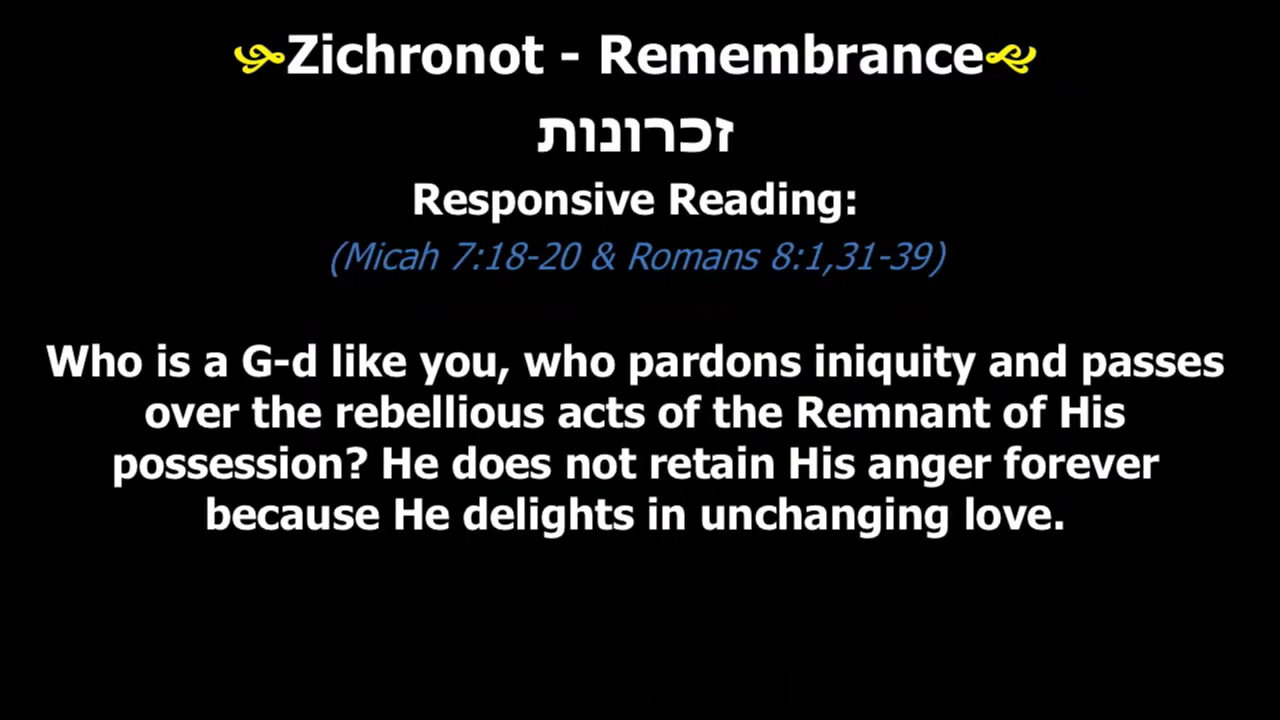 Zichronot - Remembrance
זכרונות
Responsive Reading:
(Micah 7:18-20 & Romans 8:1,31-39)
Who is a G-d like you, who pardons iniquity and passes
over the rebellious acts of the Remnant of His
possession? He does not retain His anger forever
because He delights in unchanging love.